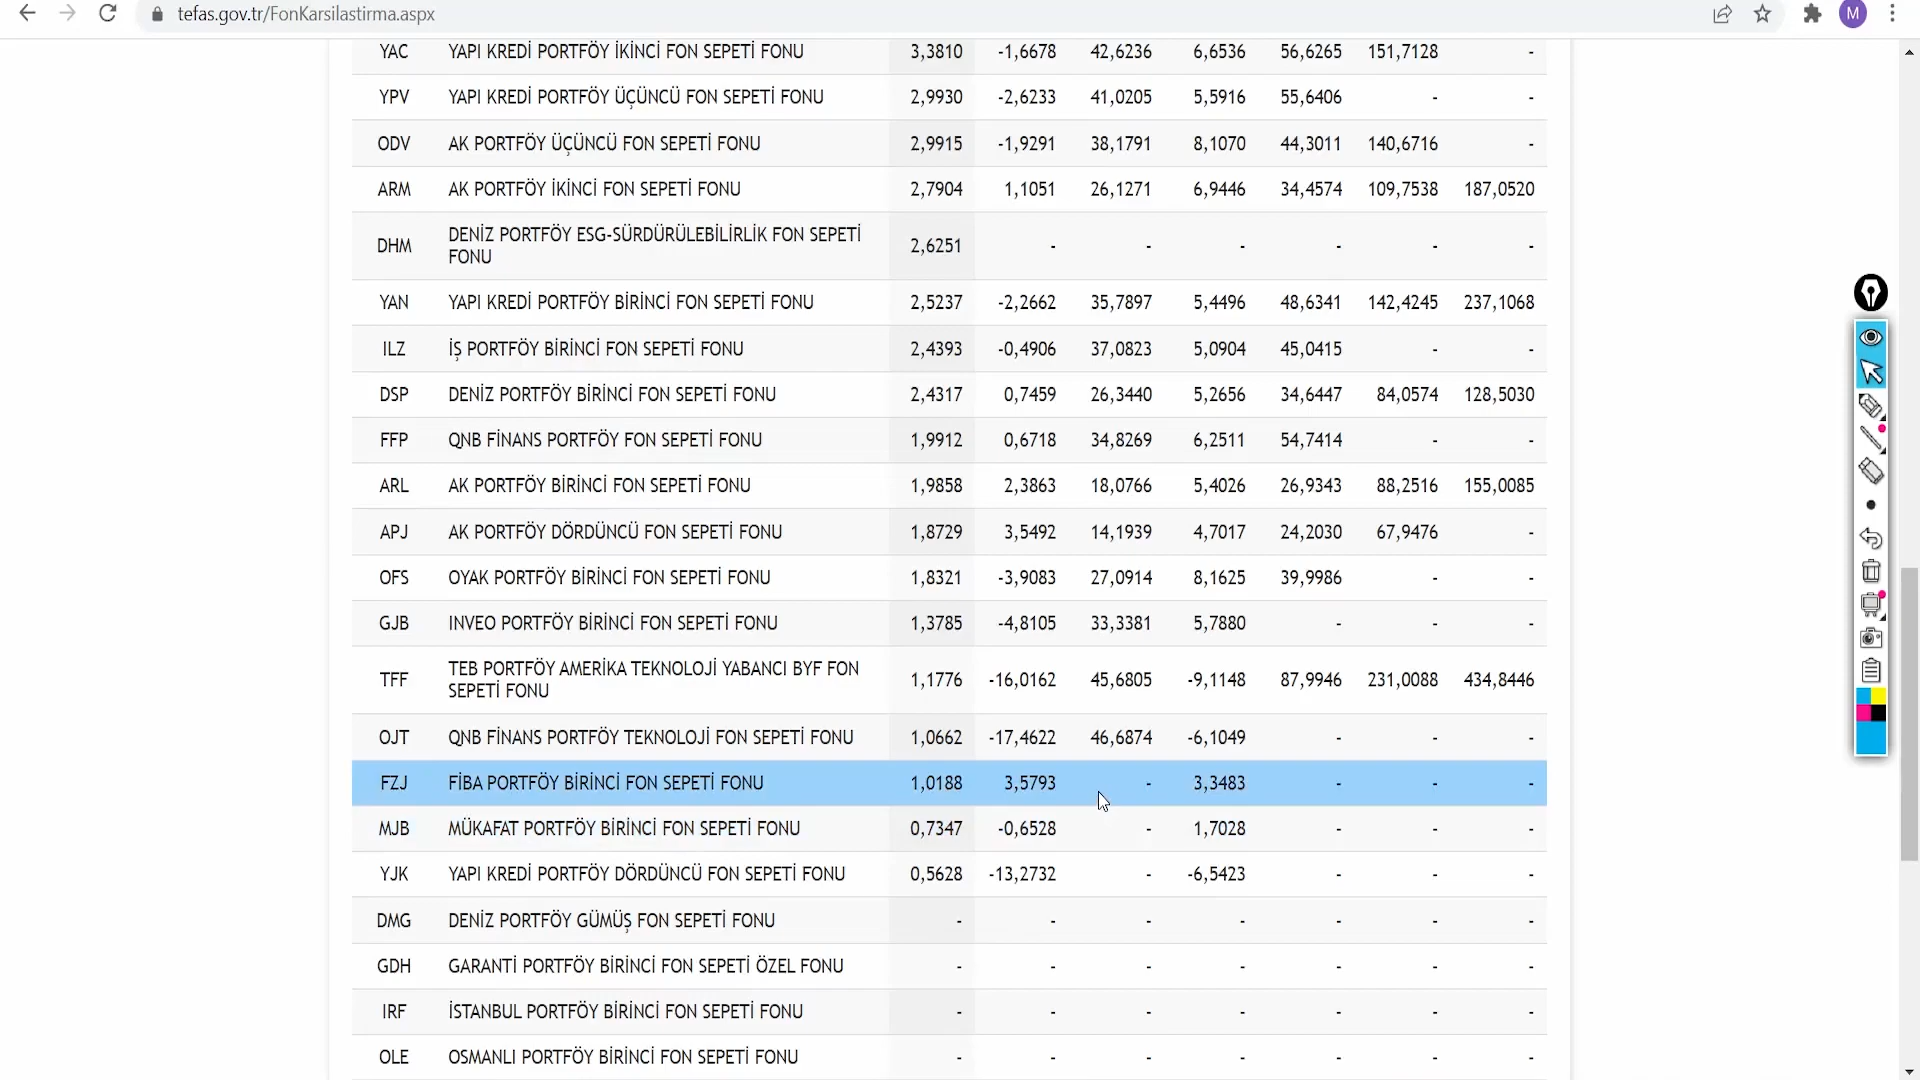 tefas.gov.tr/FonKarsilastirma.aspx
M
YAC YAPI KREDİ PORTFÖY İKİNCİ FON SEPETİ FONU 3,3810 -1,6678 42,6236 6,6536 56,6265 151,7128 -
YPV YAPI KREDİ PORTFÖY ÜÇÜNCÜ FON SEPETİ FONU 2,9930 -2,6233 41,0205 5,5916 55,6406 - -
ODV AK PORTFÖY ÜÇÜNCÜ FON SEPETİ FONU 2,9915 -1,9291 38,1791 8,1070 44,3011 140,6716 -
ARM AK PORTFÖY İKİNCİ FON SEPETİ FONU 2,7904 1,1051 26,1271 6,9446 34,4574 109,7538 187,0520
DENİZ PORTFÖY ESG-SÜRDÜRÜLEBİLİRLİK FON SEPETİ
DHM FONU 2,6251 - - - - - -
YAN YAPI KREDİ PORTFÖY BİRİNCİ FON SEPETİ FONU 2,5237 -2,2662 35,7897 5,4496 48,6341 142,4245 237,1068
ILZ İŞ PORTFÖY BİRİNCİ FON SEPETİ FONU 2,4393 -0,4906 37,0823 5,0904 45,0415 - -
DSP DENİZ PORTFÖY BİRİNCİ FON SEPETİ FONU 2,4317 0,7459 26,3440 5,2656 34,6447 84,0574 128,5030
FFP QNB FİNANS PORTFÖY FON SEPETİ FONU 1,9912 0,6718 34,8269 6,2511 54,7414 - -
ARL AK PORTFÖY BİRİNCİ FON SEPETİ FONU 1,9858 2,3863 18,0766 5,4026 26,9343 88,2516 155,0085
APJ AK PORTFÖY DÖRDÜNCÜ FON SEPETİ FONU 1,8729 3,5492 14,1939 4,7017 24,2030 67,9476 -
OFS OYAK PORTFÖY BİRİNCİ FON SEPETİ FONU 1,8321 -3,9083 27,0914 8,1625 39,9986 - -
GJB INVEO PORTFÖY BİRİNCİ FON SEPETİ FONU 1,3785 -4,8105 33,3381 5,7880 - - -
TEB PORTFÖY AMERİKA TEKNOLOJİ YABANCI BYF FON
TFF SEPETİ FONU 1,1776 -16,0162 45,6805 -9,1148 87,9946 231,0088 434,8446
OJT QNB FİNANS PORTFÖY TEKNOLOJİ FON SEPETİ FONU 1,0662 -17,4622 46,6874 -6,1049 - - -
FZJ FİBA PORTFÖY BİRİNCİ FON SEPETİ FONU 1,0188 3,5793 - 3,3483 - - -
MJB MÜKAFAT PORTFÖY BİRİNCİ FON SEPETİ FONU 0,7347 -0,6528 - 1,7028 - - -
YJK YAPI KREDİ PORTFÖY DÖRDÜNCÜ FON SEPETİ FONU 0,5628 -13,2732 - -6,5423 - - -
DMG DENİZ PORTFÖY GÜMÜŞ FON SEPETİ FONU - - - - - - -
GDH GARANTİ PORTFÖY BİRİNCİ FON SEPETİ ÖZEL FONU - - - - - - -
IRF İSTANBUL PORTFÖY BİRİNCİ FON SEPETİ FONU - - - - - - -
OLE OSMANLI PORTFÖY BİRİNCİ FON SEPETİ FONU - - - - - - -